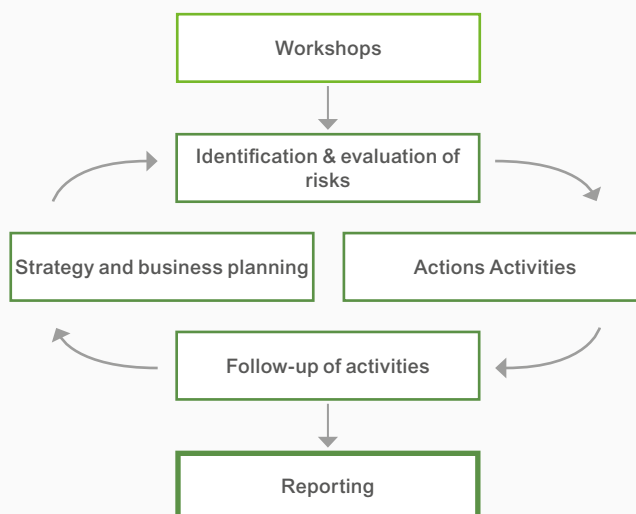 Workshops
Identification & evaluation of
risks
Strategy and business planning
Actions Activities
Follow-up of activities
Reporting